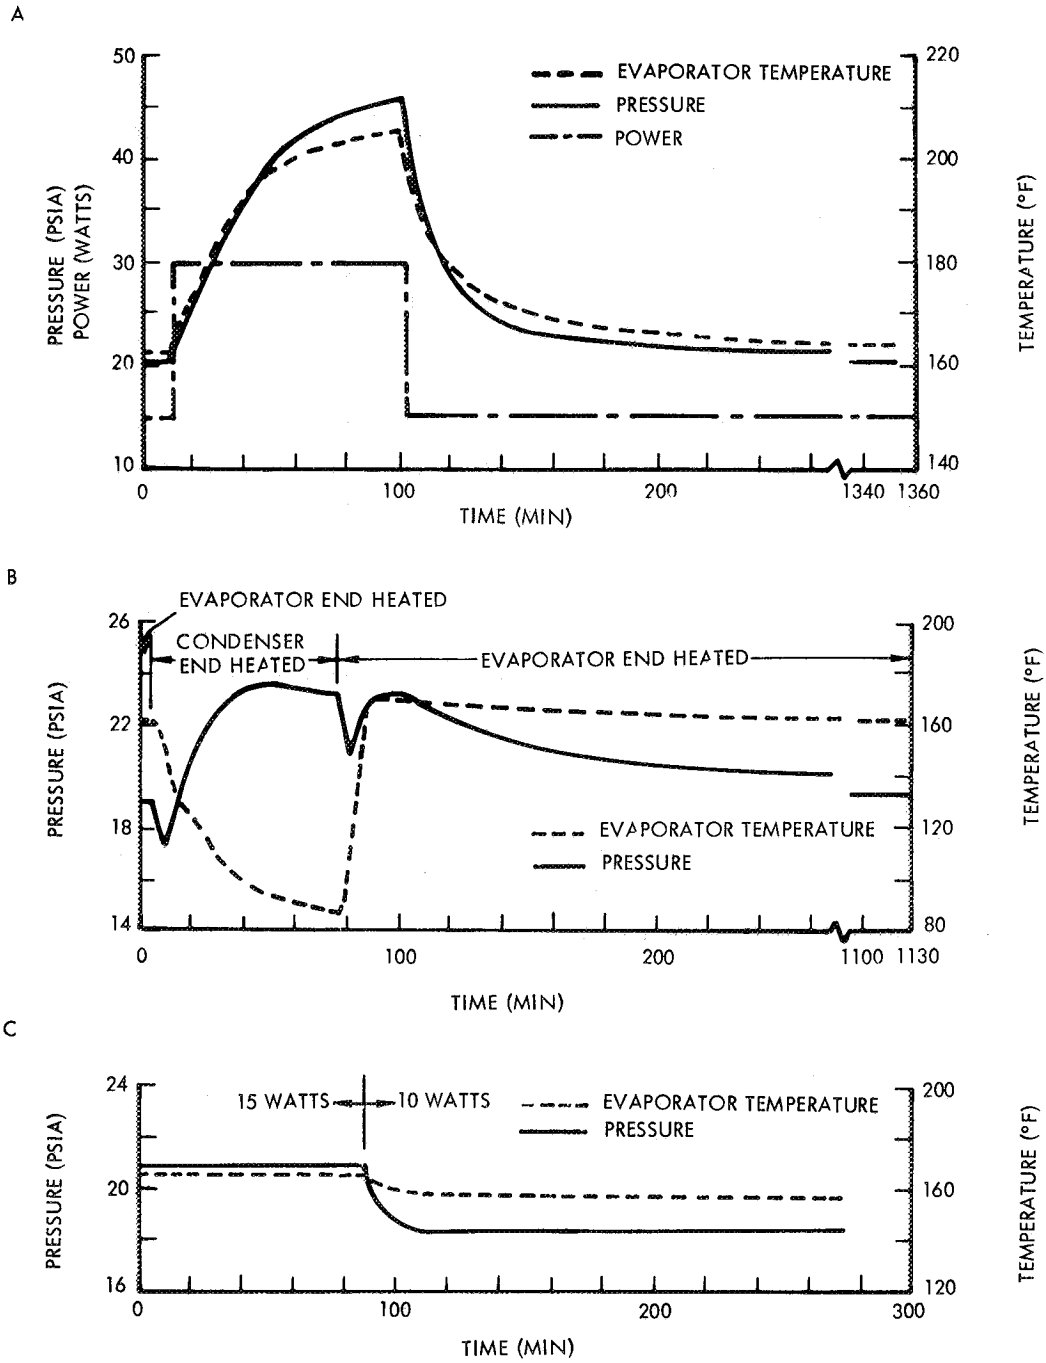 A
50
40
30
20
10
PRESSURE (PSIA)
POWER (WATTS)
EVAPORATOR TEMPERATURE
PRESSURE
POWER
220
200
180
160
140
TEMPERATURE (°F)
0
100
200
1340
1360
TIME (MIN)
B
EVAPORATOR END HEATED
CONDENSER
END HEATED
EVAPORATOR END HEATED
26
22
18
14
PRESSURE (PSIA)
EVAPORATOR TEMPERATURE
PRESSURE
200
160
120
80
TEMPERATURE (°F)
0
100
200
1100
1130
TIME (MIN)
C
24
20
16
PRESSURE (PSIA)
15 WATTS
10 WATTS
EVAPORATOR TEMPERATURE
PRESSURE
200
160
120
TEMPERATURE (°F)
0
100
200
300
TIME (MIN)